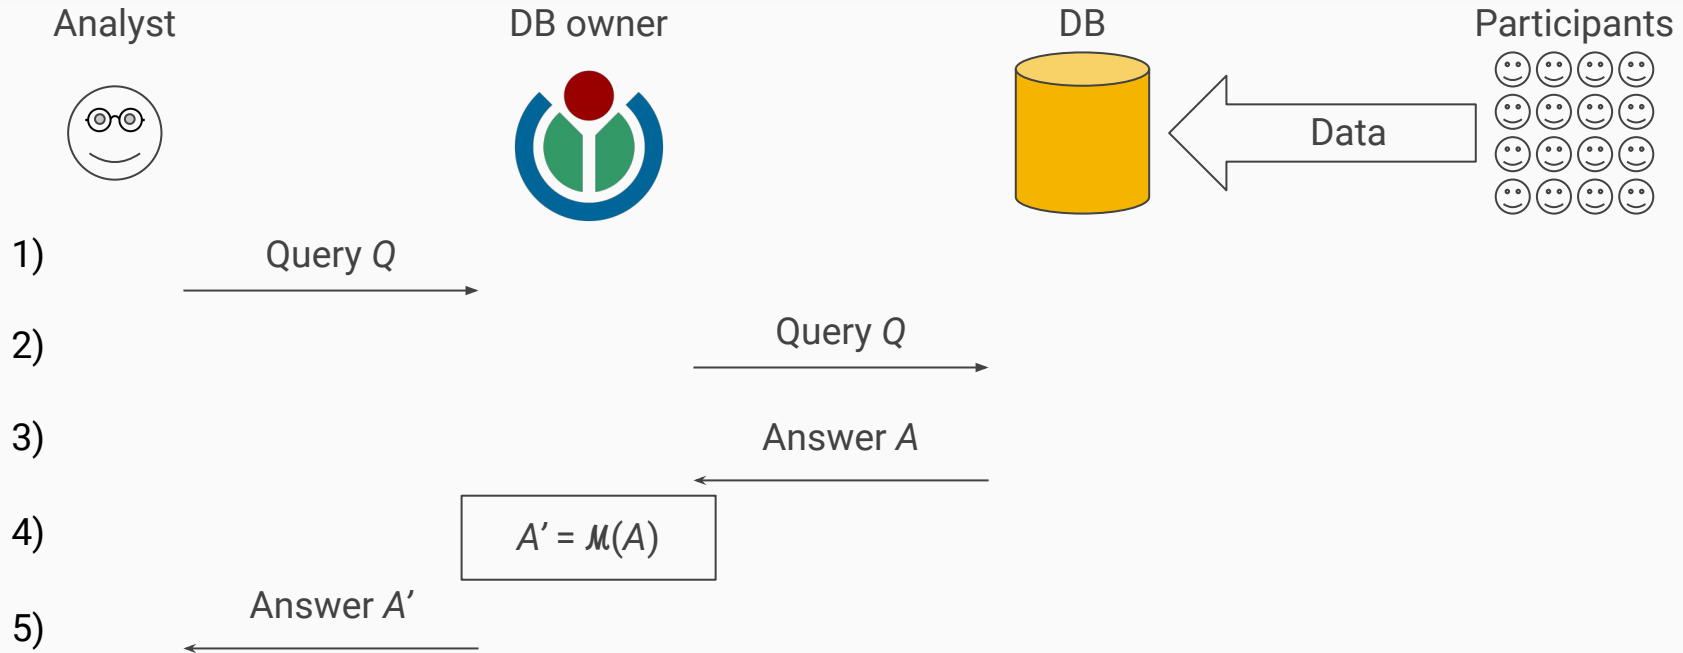 Analyst
DB owner
DB
Participants
Data
1)
Query Q
2)
Query Q
3)
Answer A
4)
A’ = ℳ(A)
5)
Answer A’